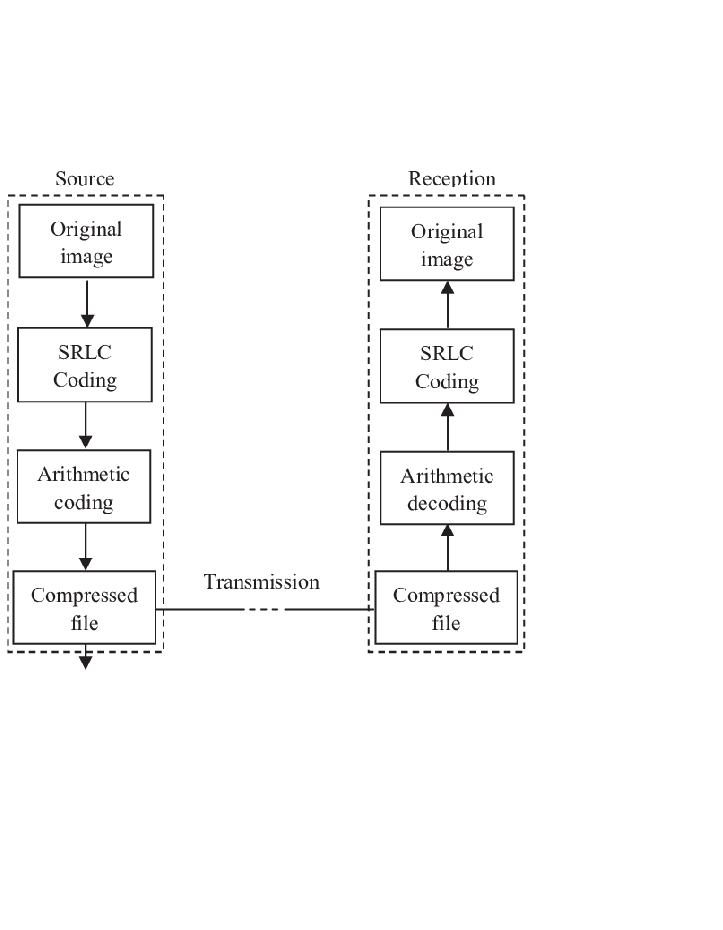 Source
Original
image
SRLC
Coding
Arithmetic
coding
Compressed
file
Transmission
Reception
Original
image
SRLC
Coding
Arithmetic
decoding
Compressed
file